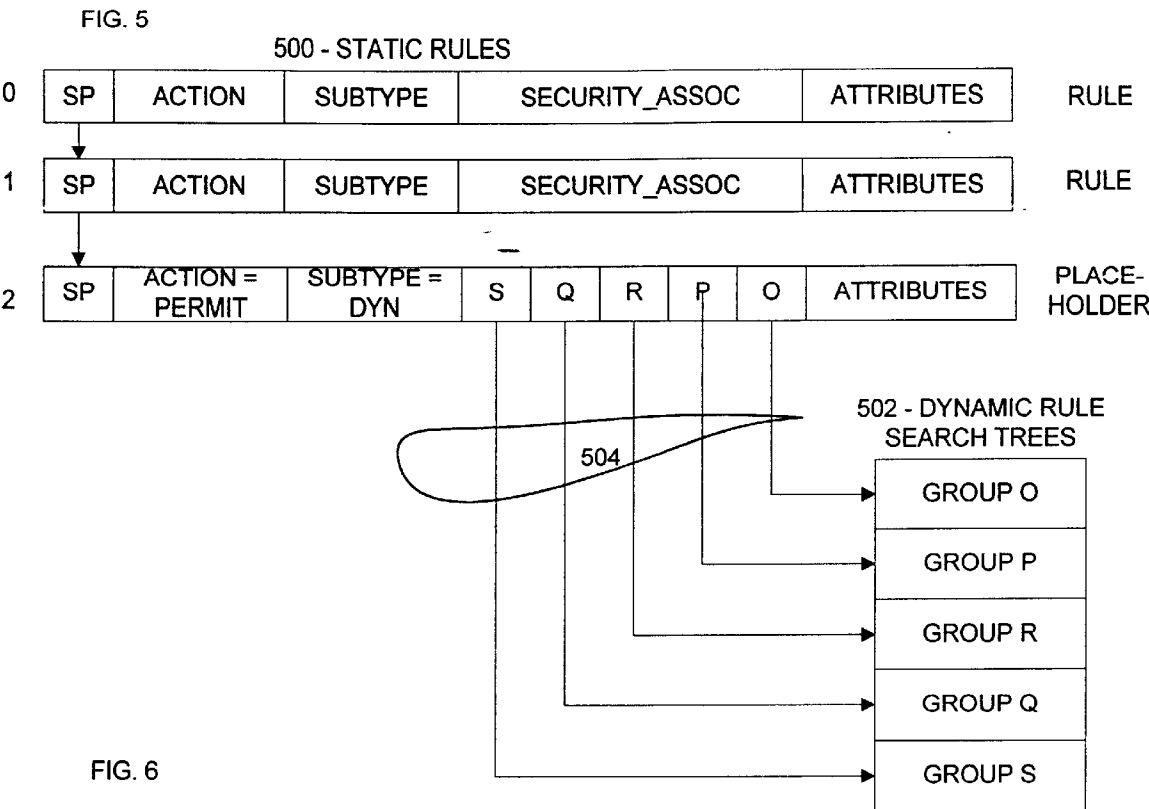 FIG. 5
500 - STATIC RULES
0 SP ACTION SUBTYPE SECURITY_ASSOC ATTRIBUTES RULE
1 SP ACTION SUBTYPE SECURITY_ASSOC ATTRIBUTES RULE
2 SP ACTION = PERMIT SUBTYPE = DYN S Q R P O ATTRIBUTES PLACE-HOLDER
502 - DYNAMIC RULE
SEARCH TREES
504
GROUP O
GROUP P
GROUP R
GROUP Q
GROUP S
FIG. 6